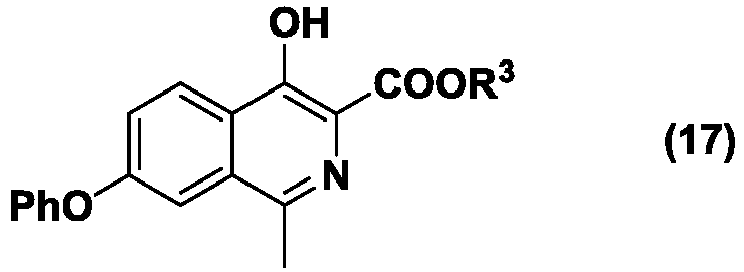 OH
COOR³
(17)
N
PhO